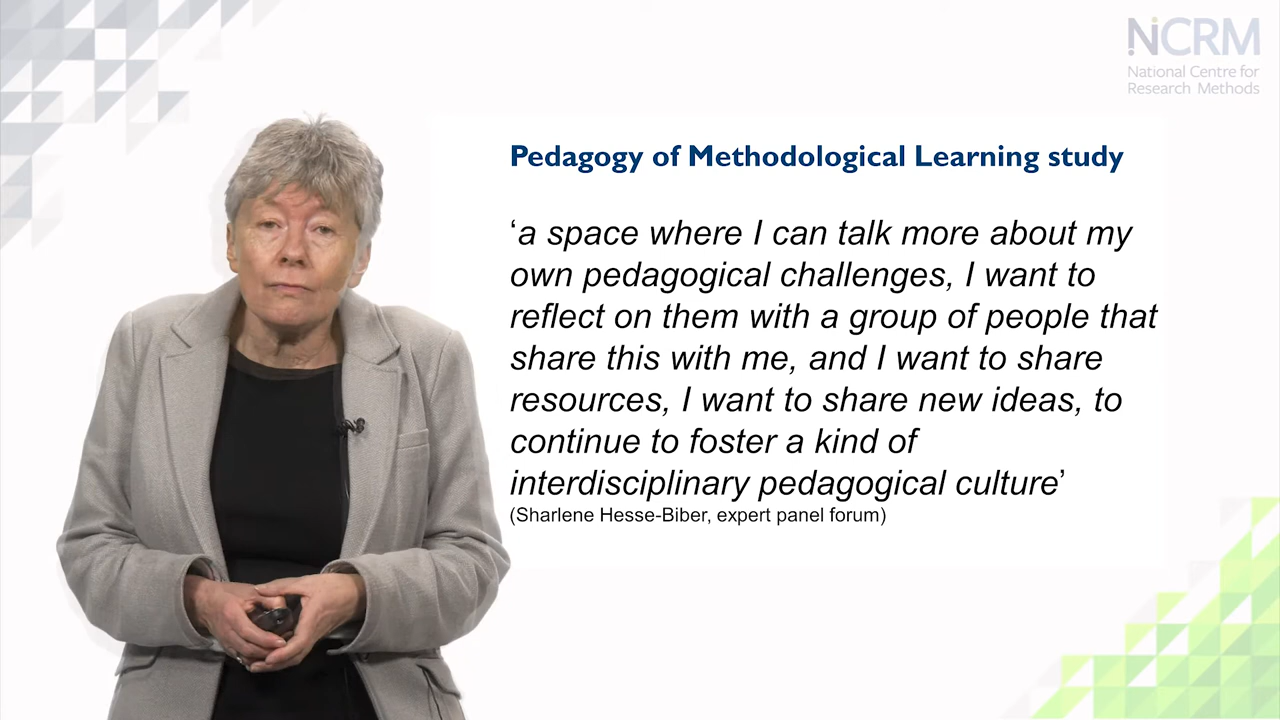 NCRM
National Centre for
Research Methods
Pedagogy of Methodological Learning study
‘a space where I can talk more about my
own pedagogical challenges, I want to
reflect on them with a group of people that
share this with me, and I want to share
resources, I want to share new ideas, to
continue to foster a kind of
interdisciplinary pedagogical culture’
(Sharlene Hesse-Biber, expert panel forum)